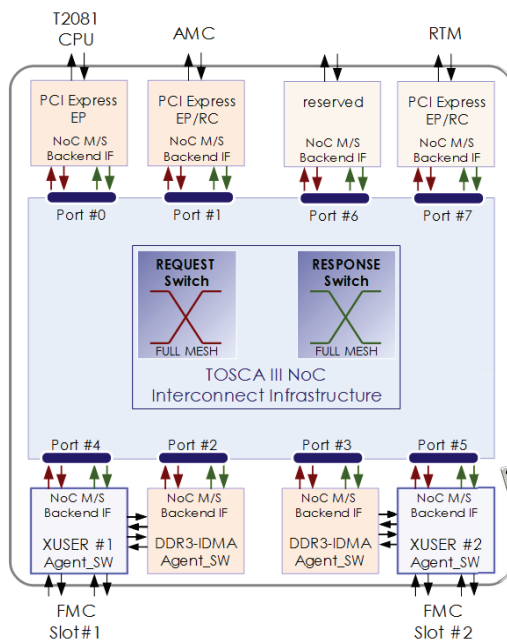 T2081
CPU
AMC
RTM
PCI Express
EP
NoC M/S
Backend IF
PCI Express
EP/RC
NoC M/S
Backend IF
reserved
NoC M/S
Backend IF
PCI Express
EP/RC
NoC M/S
Backend IF
Port #0
Port #1
Port #6
Port #7
REQUEST
Switch
FULL MESH
RESPONSE
Switch
FULL MESH
TOSCA III NoC
Interconnect Infrastructure
Port #4
Port #2
Port #3
Port #5
NoC M/S
Backend IF
XUSER #1
Agent_SW
NoC M/S
Backend IF
DDR3-IDMA
Agent_SW
NoC M/S
Backend IF
DDR3-IDMA
Agent_SW
NoC M/S
Backend IF
XUSER #2
Agent_SW
FMC
Slot#1
FMC
Slot #2